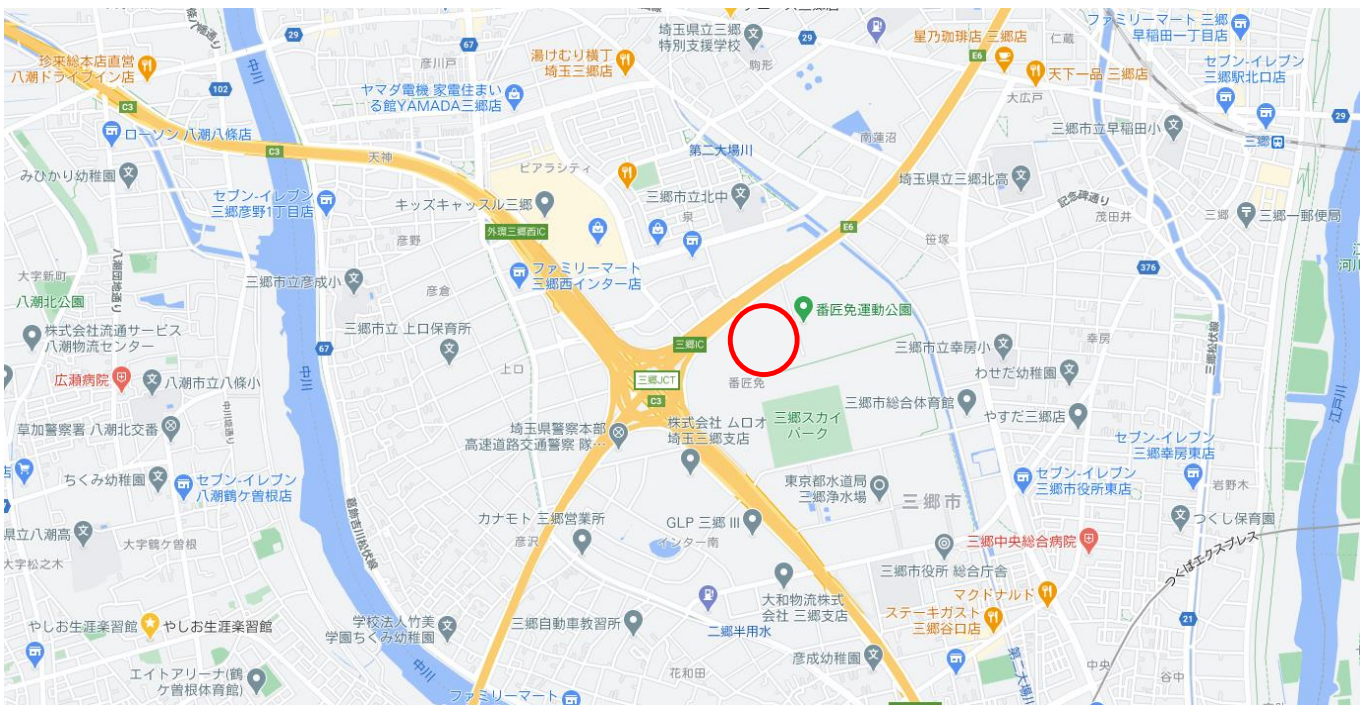 珍来総本店直営
八潮ドライブイン店
29
中川
67
彦川戸
湯けむり横丁
埼玉三郷店
埼玉県立三郷
特別支援学校
29
駒形
星乃珈琲店 三郷店
E6
ファミリーマート 三郷
早稲田一丁目店
仁蔵
セブン-イレブン
三郷駅北口店
天下一品 三郷店
大広戸
102
C3
ヤマダ電機 家電住まい
る館YAMADA三郷店
ローソン 八潮八條店
C3
天神
第二大場川
南蓮沼
三郷市立早稲田小
29
三郷
みひかり幼稚園
ピアラシティ
セブン-イレブン
三郷彦野1丁目店
キッズキャッスル三郷
三郷市立北中
泉
埼玉県立三郷北高
記念碑通り
茂田井
三郷
三郷一郵便局
外環三郷西IC
彦野
E6
笹塚
大字新町
八潮団地通り
三郷市立彦成小
彦倉
ファミリーマート
三郷西インター店
376
八潮北公園
番匠免運動公園
株式会社流通サービス
八潮物流センター
67
三郷市立 上口保育所
三郷IC
三郷市立幸房小
幸房
三郷松伏線
上口
三郷JCT
番匠免
わせだ幼稚園
広瀬病院
八潮市立八條小
中川
C3
三郷市総合体育館
江戸川
中川堤通り
草加警察署 八潮北交番
埼玉県警察本部
高速道路交通警察 隊…
株式会社 ムロオ
埼玉三郷支店
三郷スカイ
パーク
やすだ三郷店
セブン-イレブン
三郷幸房東店
ちくみ幼稚園
セブン-イレブン
八潮鶴ケ曽根店
東京都水道局
三郷浄水場
三郷市
セブン-イレブン
三郷市役所東店
岩野木
葛飾吉川松伏線
カナモト 三郷営業所
GLP 三郷 III
つくし保育園
県立八潮高
大字鶴ケ曽根
彦沢
インター南
三郷中央総合病院
つくばエクスプレス
大字松之木
三郷市役所 総合庁舎
大和物流株式
会社 三郷支店
マクドナルド
ステーキガスト
三郷谷口店
やしお生涯楽習館
やしお生涯楽習館
学校法人竹美
学園ちくみ幼稚園
三郷自動車教習所
二郷半用水
21
彦成幼稚園
第二大場川
中央
谷中
エイトアリーナ(鶴
ケ曽根体育館)
中川
花和田
ファミリーマート